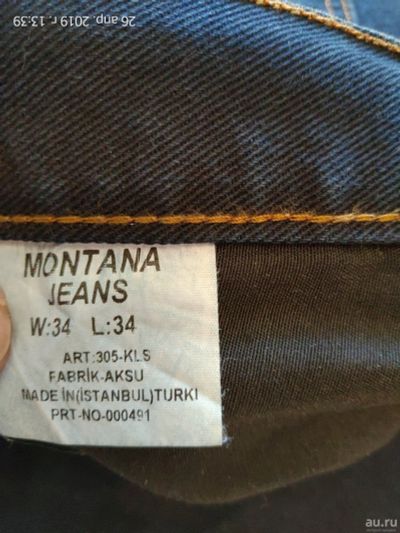 26 апр. 2019 г. 13:39
MONTANA
JEANS
W:34 L:34
ART:305-KLS
FABRİK-AKSU
MADE İN(İSTANBUL)TURKI
PRT-NO-000491
au.ru